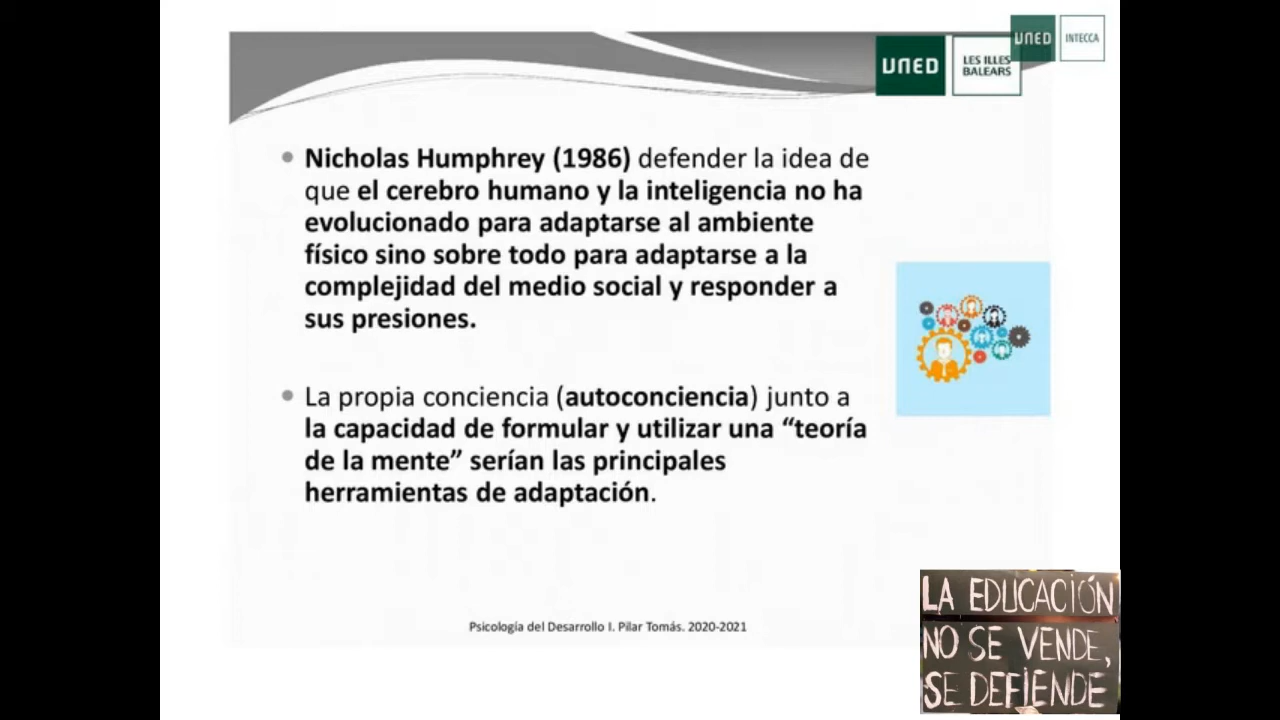 UNED
INTECCA
UNED
LES ILLES
BALEARS
• Nicholas Humphrey (1986) defender la idea de
que el cerebro humano y la inteligencia no ha
evolucionado para adaptarse al ambiente
físico sino sobre todo para adaptarse a la
complejidad del medio social y responder a
sus presiones.
• La propia conciencia (autoconciencia) junto a
la capacidad de formular y utilizar una “teoría
de la mente” serían las principales
herramientas de adaptación.
Psicología del Desarrollo I. Pilar Tomás. 2020-2021
LA EDUCACIÓN
NO SE VENDE,
SE DEFIENDE